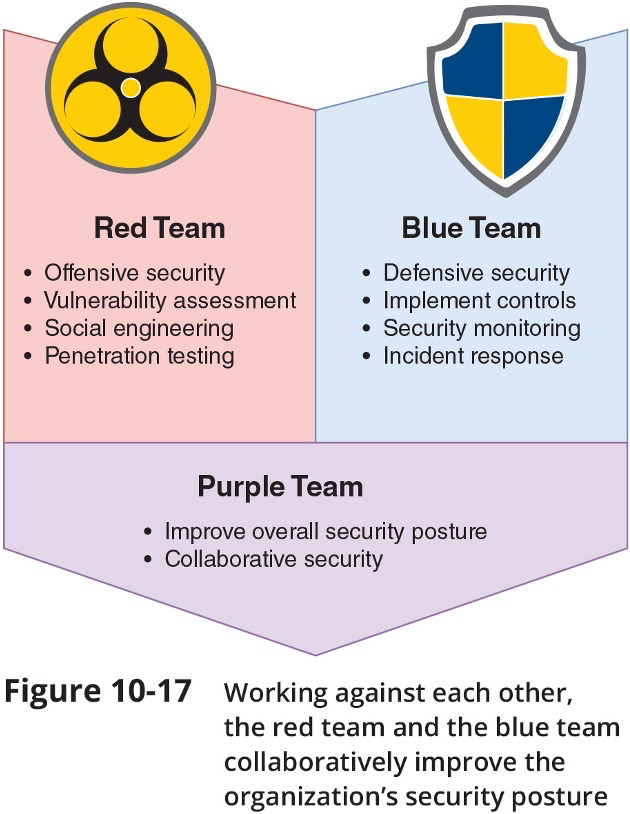 Red Team
• Offensive security
• Vulnerability assessment
• Social engineering
• Penetration testing
Blue Team
• Defensive security
• Implement controls
• Security monitoring
• Incident response
Purple Team
• Improve overall security posture
• Collaborative security
Figure 10-17 Working against each other,
the red team and the blue team
collaboratively improve the
organization’s security posture